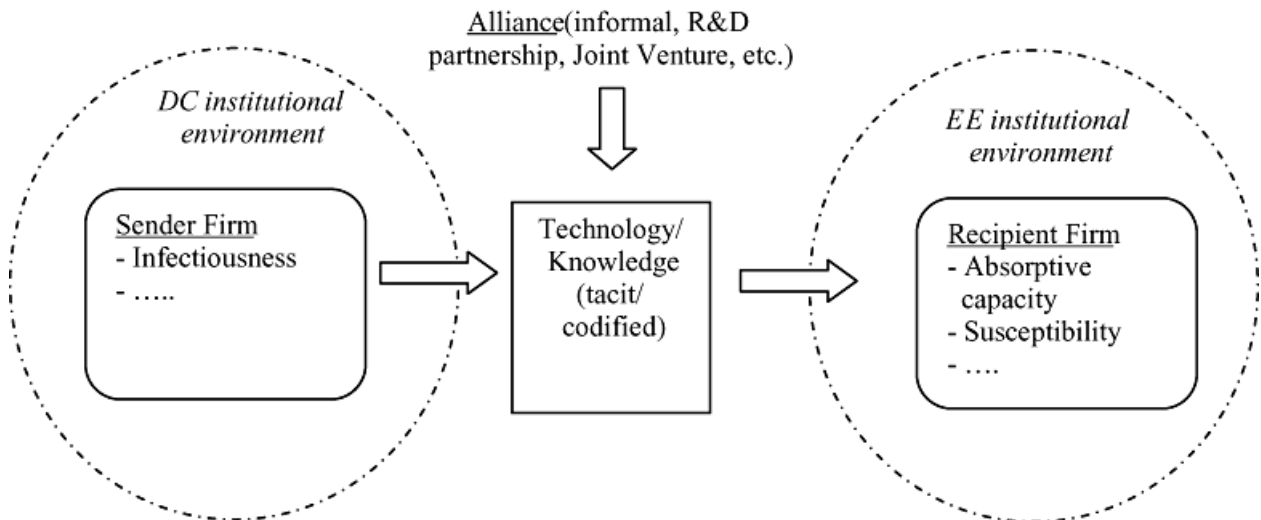 Alliance(informal, R&D
partnership, Joint Venture, etc.)
DC institutional
environment
Sender Firm
- Infectiousness
- …..
Technology/
Knowledge
(tacit/
codified)
EE institutional
environment
Recipient Firm
- Absorptive
capacity
- Susceptibility
- ….